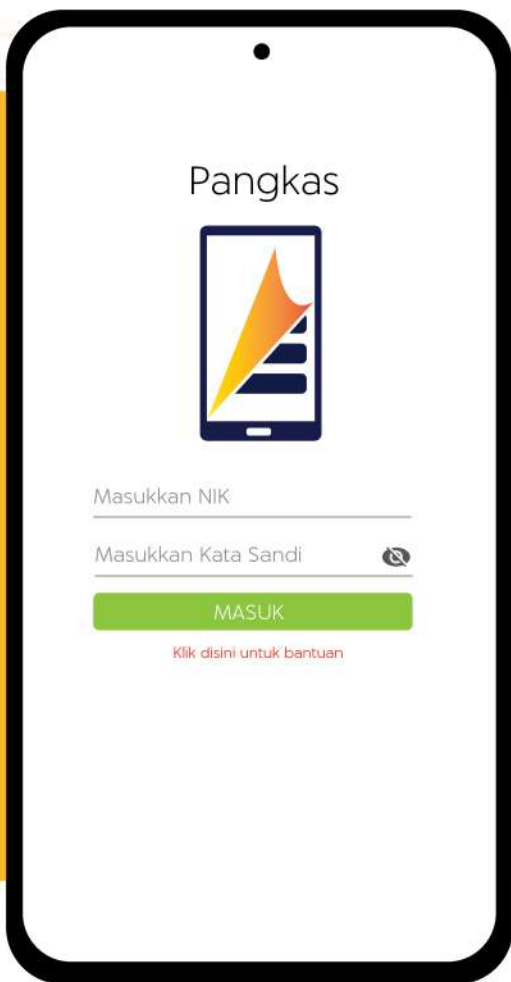 Pangkas
Masukkan NIK
Masukkan Kata Sandi
MASUK
Klik disini untuk bantuan